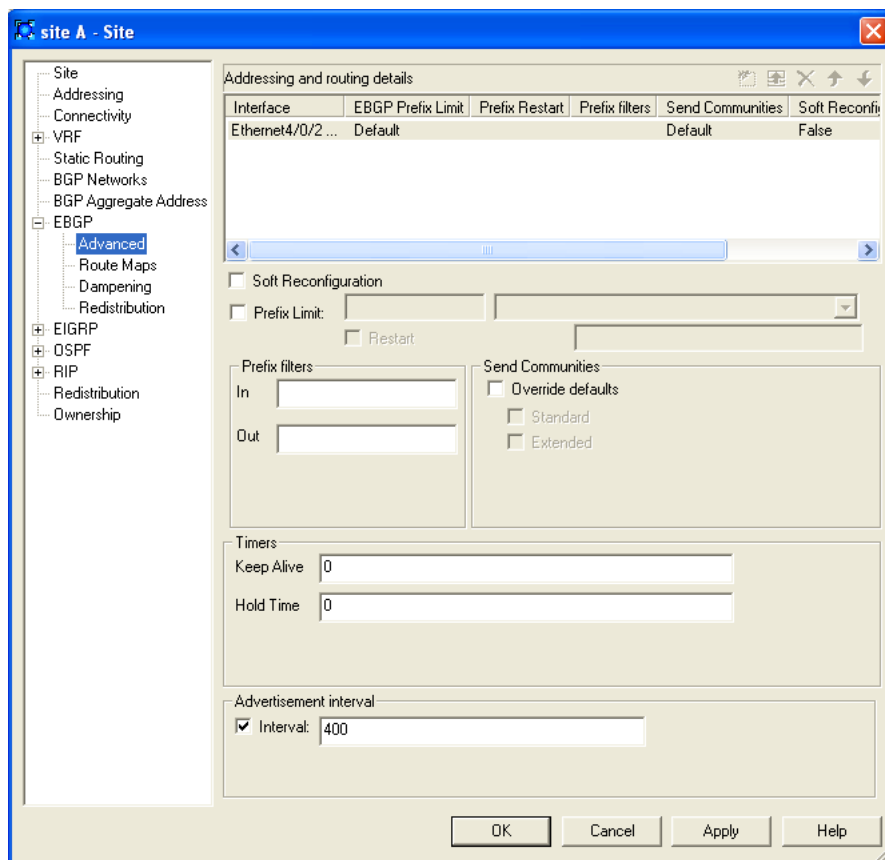 site A - Site
Site
Addressing
Connectivity
VRF
Static Routing
BGP Networks
BGP Aggregate Address
EBGP
Advanced
Route Maps
Dampening
Redistribution
EIGRP
OSPF
RIP
Redistribution
Ownership
Addressing and routing details
Interface EBGP Prefix Limit Prefix Restart Prefix filters Send Communities Soft Reconfi
Ethernet4/0/2 ... Default Default False
Soft Reconfiguration
Prefix Limit:
Restart
Prefix filters
In
Out
Send Communities
Override defaults
Standard
Extended
Timers
Keep Alive 0
Hold Time 0
Advertisement interval
Interval: 400
OK Cancel Apply Help